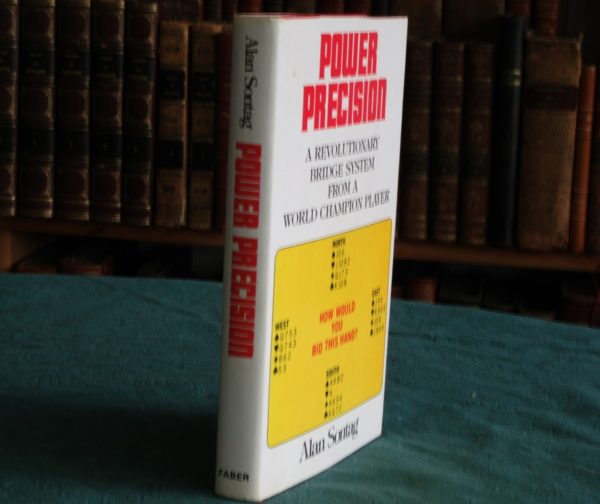 Alan Sontag
POWER PRECISION
FABER
POWER
PRECISION
A REVOLUTIONARY
BRIDGE SYSTEM
FROM A
WORLD CHAMPION PLAYER
NORTH
WEST
EAST
HOW WOULD
YOU
BID THIS HAND?
SOUTH
Alan Sontag